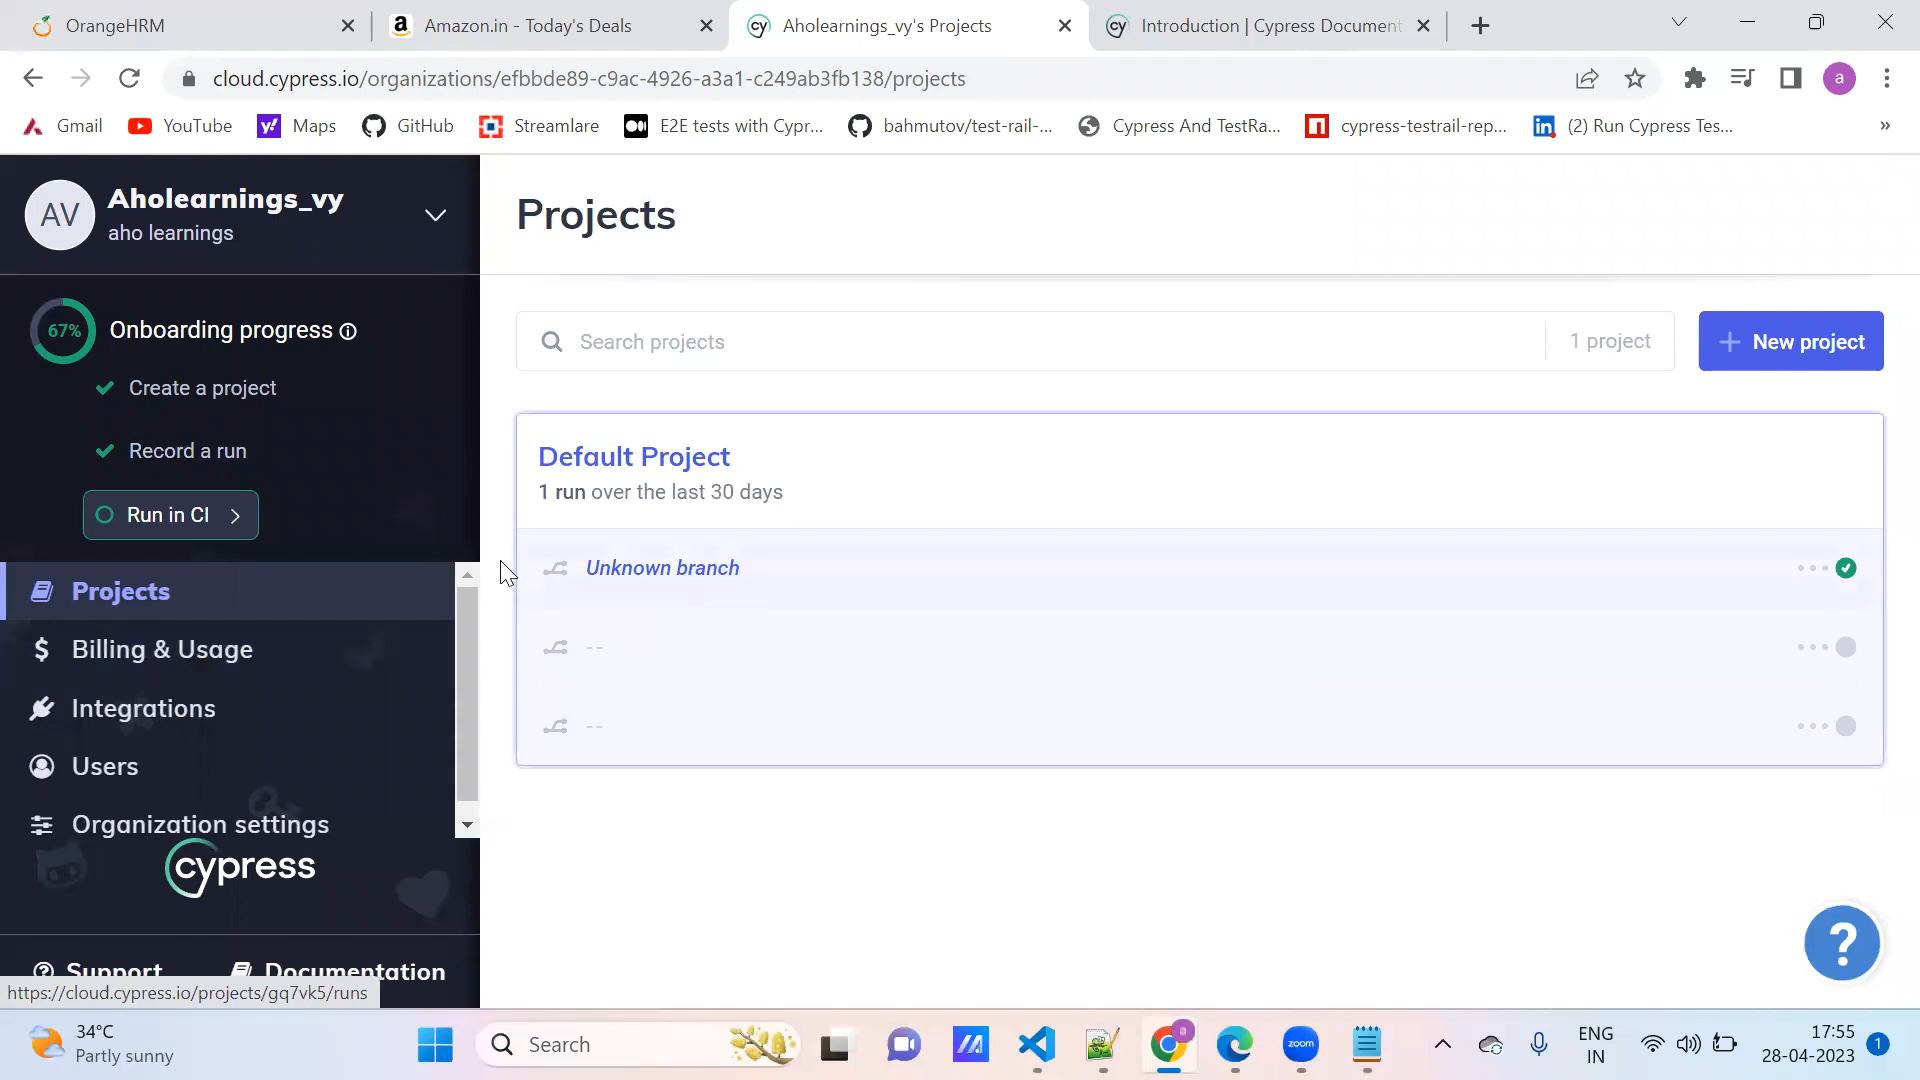 OrangeHRM
Amazon.in - Today's Deals
cy Aholearnings_vy's Projects
cy Introduction | Cypress Document
cloud.cypress.io/organizations/efbbde89-c9ac-4926-a3a1-c249ab3fb138/projects
a
Gmail
YouTube
Maps
GitHub
Streamlare
E2E tests with Cypr...
bahmutov/test-rail-...
Cypress And TestRa...
cypress-testrail-rep...
(2) Run Cypress Tes...
»
AV
Aholearnings_vy
aho learnings
67%
Onboarding progress
Create a project
Record a run
Run in CI
Projects
Billing & Usage
Integrations
Users
Organization settings
cypress
Support
Documentation
https://cloud.cypress.io/projects/gq7vk5/runs
Projects
Search projects
1 project
+ New project
Default Project
1 run over the last 30 days
Unknown branch
--
--
?
34°C
Partly sunny
Search
a
zoom
ENG
IN
17:55
28-04-2023
1